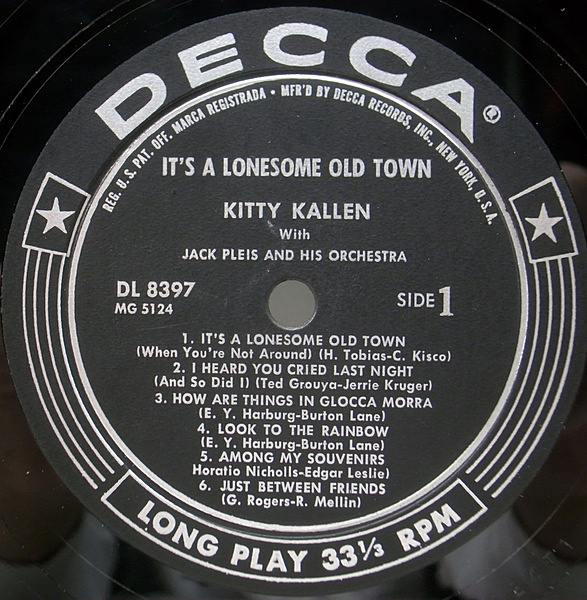 DECCA®
REG. U. S. PAT. OFF. MARCA REGISTRADA • MFR'D BY DECCA RECORDS, INC., NEW YORK, U.S.A.
IT'S A LONESOME OLD TOWN
KITTY KALLEN
With
JACK PLEIS AND HIS ORCHESTRA
DL 8397
MG 5124
SIDE 1
1. IT'S A LONESOME OLD TOWN
(When You're Not Around) (H. Tobias-C. Kisco)
2. I HEARD YOU CRIED LAST NIGHT
(And So Did I) (Ted Grouya-Jerrie Kruger)
3. HOW ARE THINGS IN GLOCCA MORRA
(E. Y. Harburg-Burton Lane)
4. LOOK TO THE RAINBOW
(E. Y. Harburg-Burton Lane)
5. AMONG MY SOUVENIRS
Horatio Nicholls-Edgar Leslie)
6. JUST BETWEEN FRIENDS
(G. Rogers-R. Mellin)
LONG PLAY 33⅓ RPM